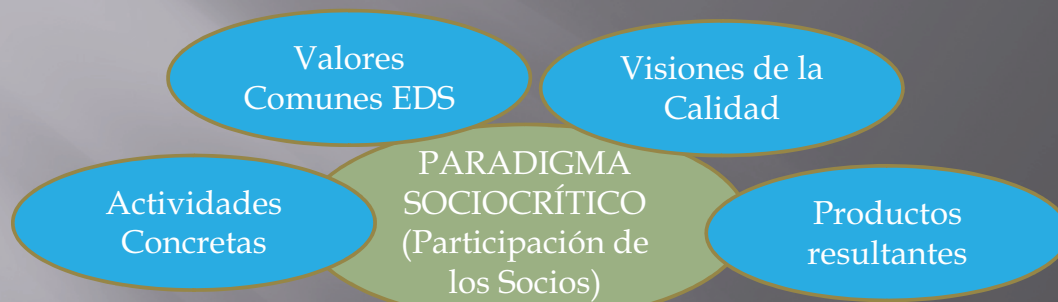 Valores
Comunes EDS
Visiones de la
Calidad
Actividades
Concretas
PARADIGMA
SOCIOCRÍTICO
(Participación de
los Socios)
Productos
resultantes